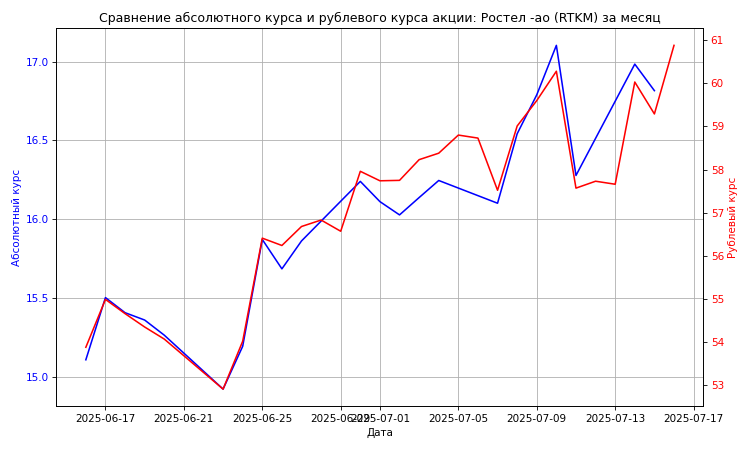 Сравнение абсолютного курса и рублевого курса акции: Ростел -ао (RTKM) за месяц
Абсолютный курс
17.0
16.5
16.0
15.5
15.0
61
60
59
58
57
56
55
54
53
Рублевый курс
2025-06-17 2025-06-21 2025-06-25 2025-06-29 2025-07-01 2025-07-05 2025-07-09 2025-07-13 2025-07-17
Дата